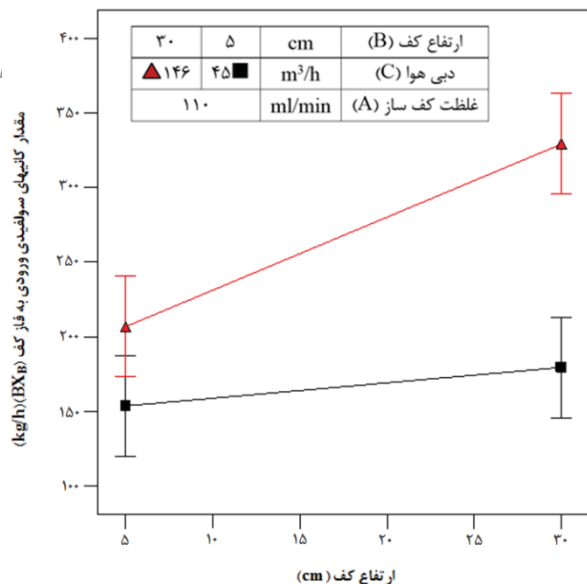 ارتفاع کف (B) cm ۵ ۳۰
دبی هوا (C) m³/h ۴۵ ۱۴۶
غلظت کف ساز (A) ml/min ۱۱۰
مقدار کانیهای سولفیدی ورودی به فاز کف (BX_B)(kg/h)
۴۰۰
۳۵۰
۳۰۰
۲۵۰
۲۰۰
۱۵۰
۱۰۰
۵ ۱۰ ۱۵ ۲۰ ۲۵ ۳۰
ارتفاع کف (cm)